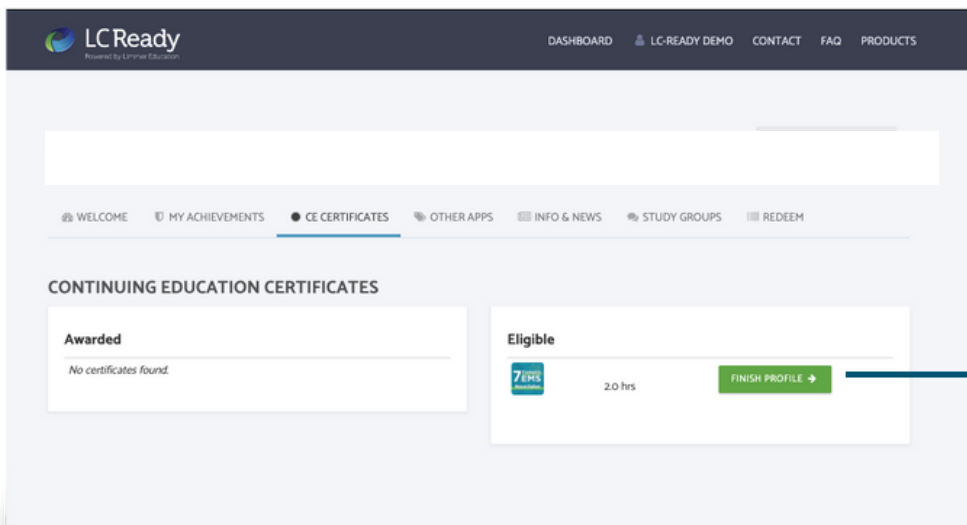 LC Ready
Powered by Limmer Education
DASHBOARD LC-READY DEMO CONTACT FAQ PRODUCTS
WELCOME MY ACHIEVEMENTS CE CERTIFICATES OTHER APPS INFO & NEWS STUDY GROUPS REDEEM
CONTINUING EDUCATION CERTIFICATES
Awarded
No certificates found.
Eligible
7
EMS
2.0 hrs
FINISH PROFILE